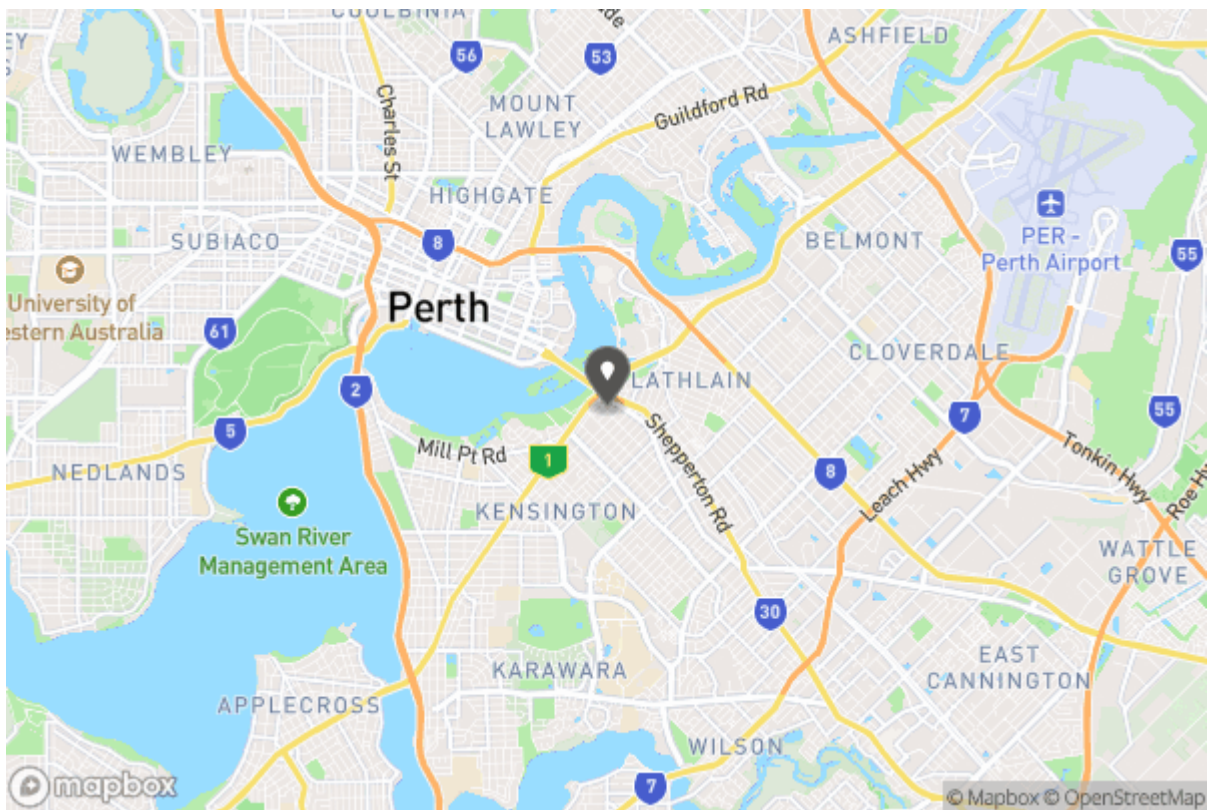 COOLBINIA
ASHFIELD
EY
56
53
MOUNT
LAWLEY
Charles St
Guildford Rd
WEMBLEY
HIGHGATE
SUBIACO
8
BELMONT
PER -
Perth Airport
55
University of
estern Australia
61
Perth
CLOVERDALE
LATHLAIN
2
5
7
55
Mill Pt Rd
1
Shepperton Rd
Leach Hwy
8
Tonkin Hwy
Roe H
NEDLANDS
KENSINGTON
Swan River
Management Area
WATTLE
GROVE
30
KARAWARA
EAST
CANNINGTON
APPLECROSS
WILSON
7
mapbox
© Mapbox © OpenStreetMap